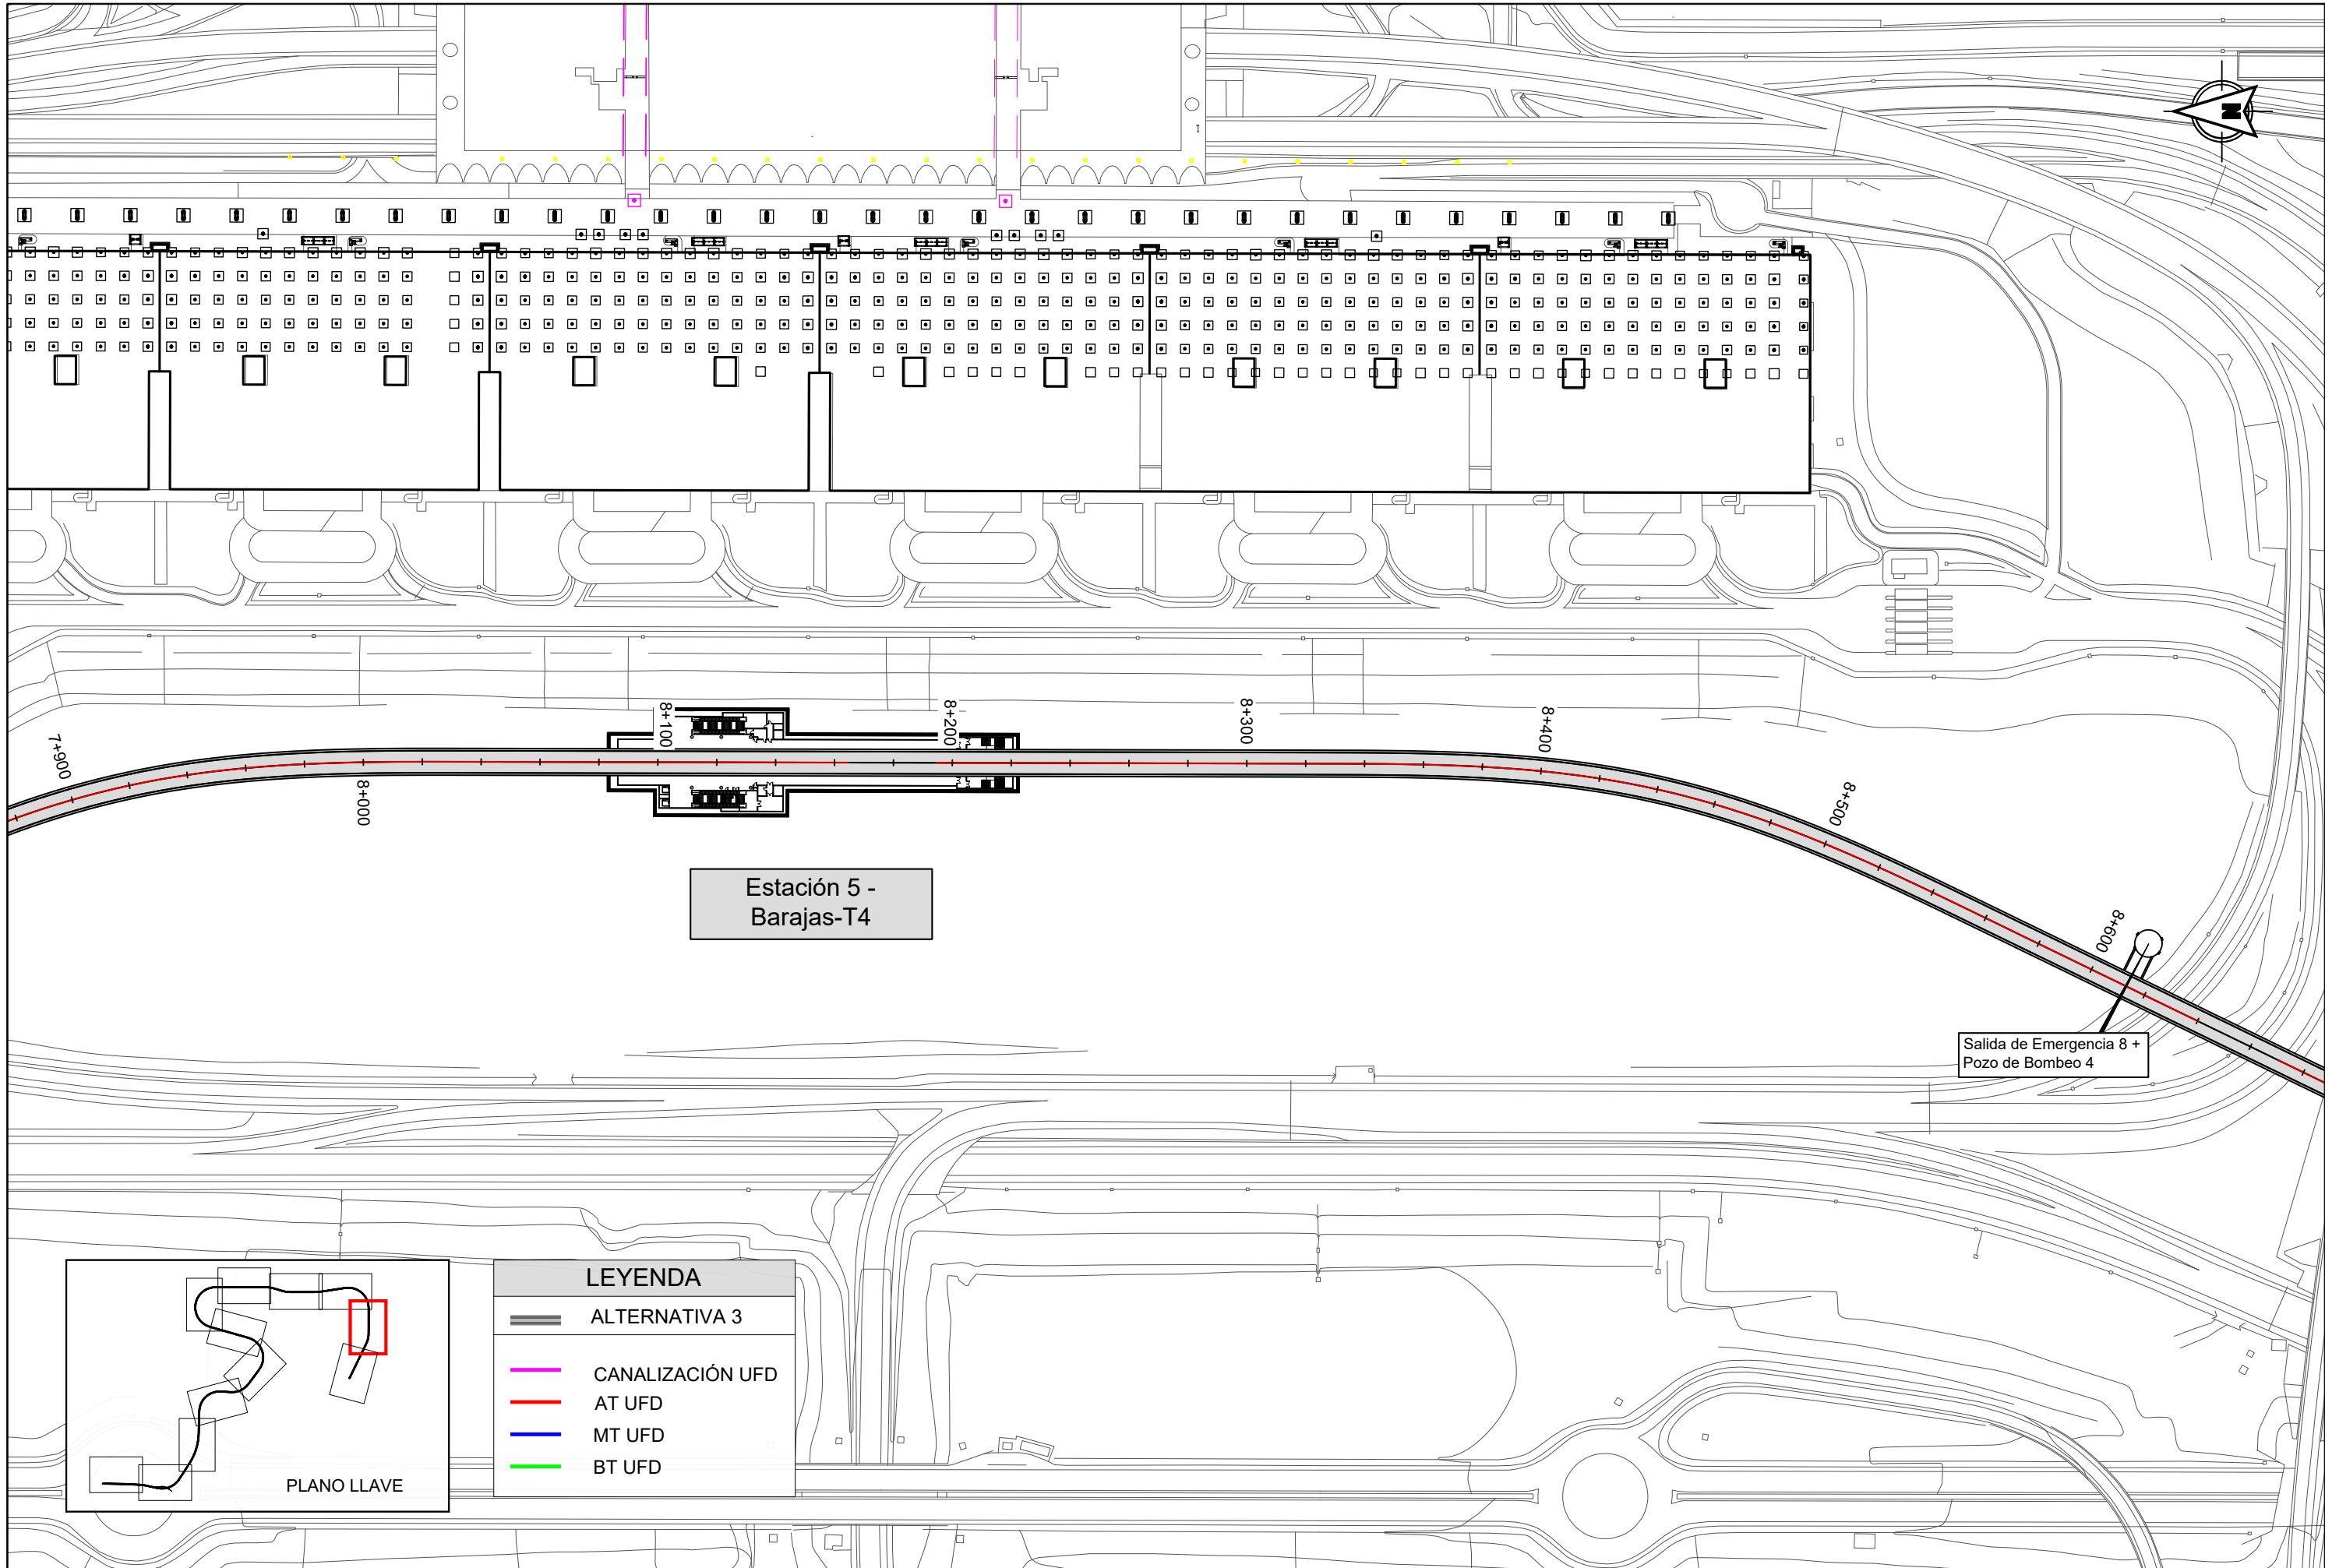 N
7+900
8+000
8+100
8+200
8+300
8+400
8+500
8+600
Estación 5 -
Barajas-T4
Salida de Emergencia 8 +
Pozo de Bombeo 4
PLANO LLAVE
LEYENDA
ALTERNATIVA 3
CANALIZACIÓN UFD
AT UFD
MT UFD
BT UFD